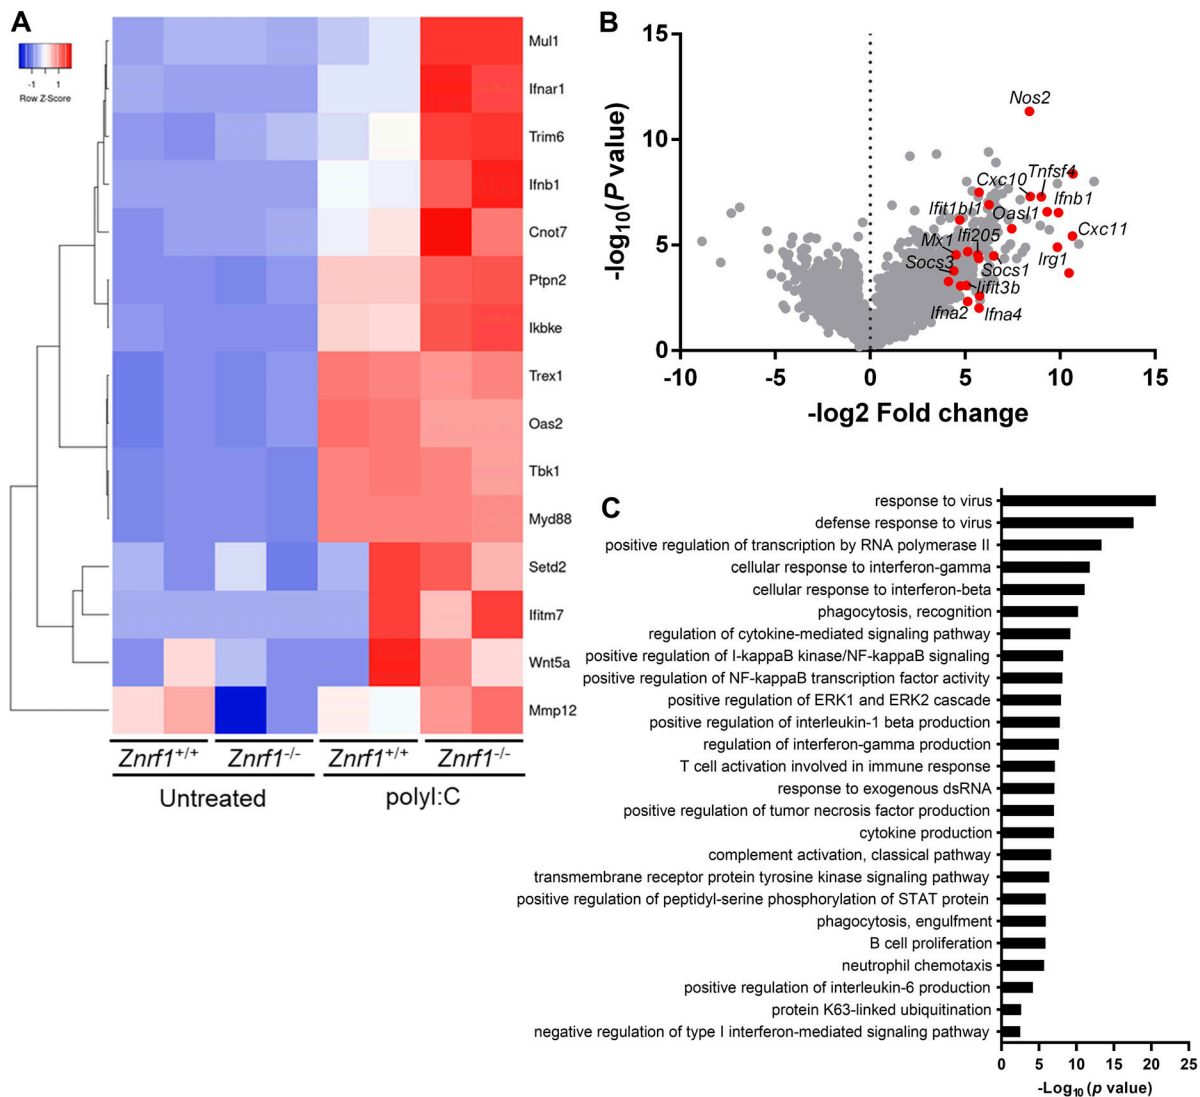 A
-1 1
Row Z-Score
Mul1
Ifnar1
Trim6
Ifnb1
Cnot7
Ptpn2
Ikbke
Trex1
Oas2
Tbk1
Myd88
Setd2
Ifitm7
Wnt5a
Mmp12
Znrf1+/+ Znrf1-/- Znrf1+/+ Znrf1-/-
Untreated polyI:C
B
15
10
5
0
-log10(P value)
Nos2
Cxc10
Tnfsf4
Ifnb1
Ifit1bl1
Oasl1
Cxc11
Mx1
Ifi205
Irg1
Socs3
Socs1
Iifit3b
Ifna2
Ifna4
-10 -5 0 5 10 15
-log2 Fold change
C
response to virus
defense response to virus
positive regulation of transcription by RNA polymerase II
cellular response to interferon-gamma
cellular response to interferon-beta
phagocytosis, recognition
regulation of cytokine-mediated signaling pathway
positive regulation of I-kappaB kinase/NF-kappaB signaling
positive regulation of NF-kappaB transcription factor activity
positive regulation of ERK1 and ERK2 cascade
positive regulation of interleukin-1 beta production
regulation of interferon-gamma production
T cell activation involved in immune response
response to exogenous dsRNA
positive regulation of tumor necrosis factor production
cytokine production
complement activation, classical pathway
transmembrane receptor protein tyrosine kinase signaling pathway
positive regulation of peptidyl-serine phosphorylation of STAT protein
phagocytosis, engulfment
B cell proliferation
neutrophil chemotaxis
positive regulation of interleukin-6 production
protein K63-linked ubiquitination
negative regulation of type I interferon-mediated signaling pathway
0 5 10 15 20 25
-Log10 (p value)